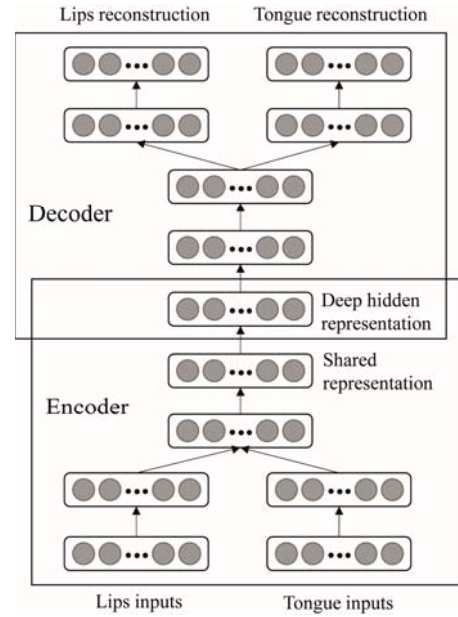 Lips reconstruction
Tongue reconstruction
Decoder
Deep hidden
representation
Shared
representation
Encoder
Lips inputs
Tongue inputs